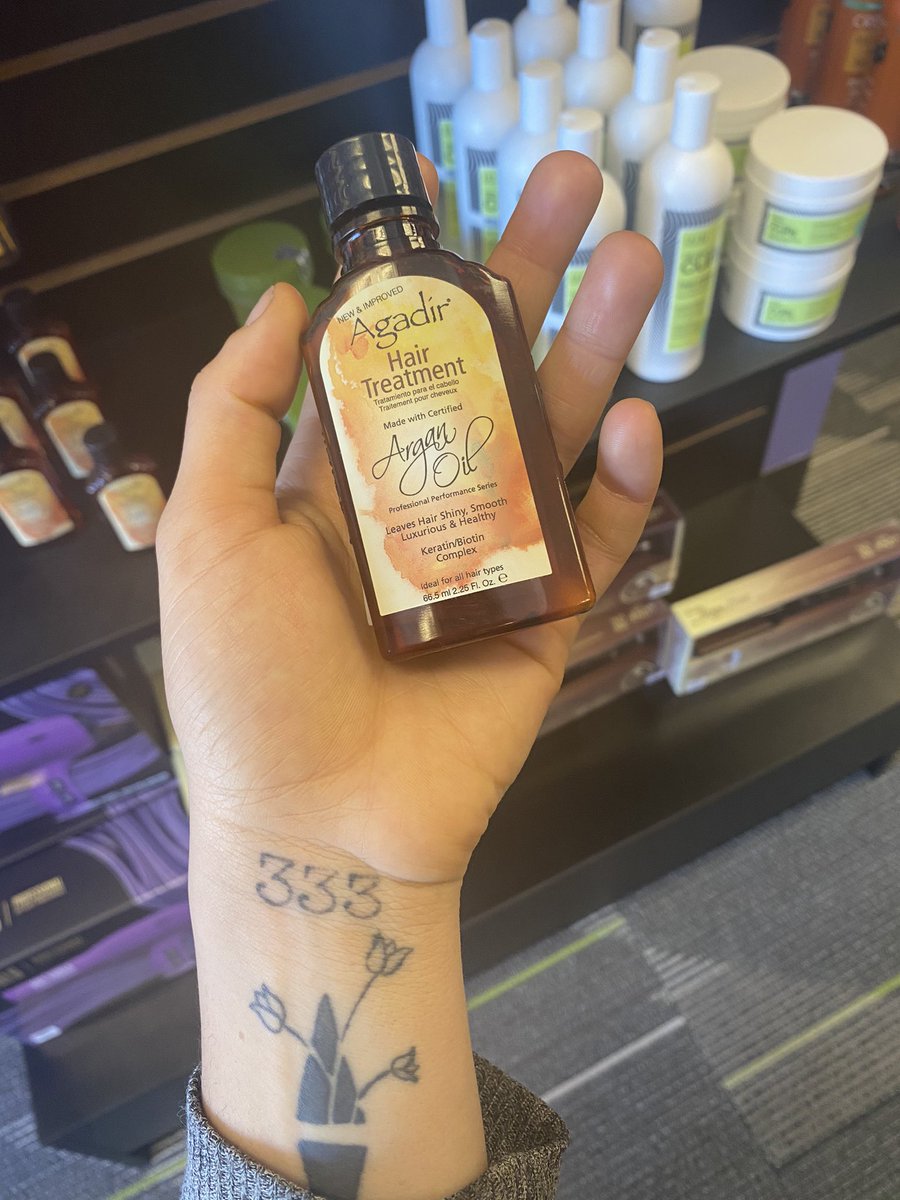 NEW & IMPROVED
Agadír®
Hair
Treatment
Tratamiento para el cabello
Traitement pour cheveux
Made with Certified
Argan
Oil
Professional Performance Series
Leaves Hair Shiny, Smooth
Luxurious & Healthy
Keratin/Biotin
Complex
Ideal for all hair types
66.5 ml 2.25 Fl. Oz. ℮
333